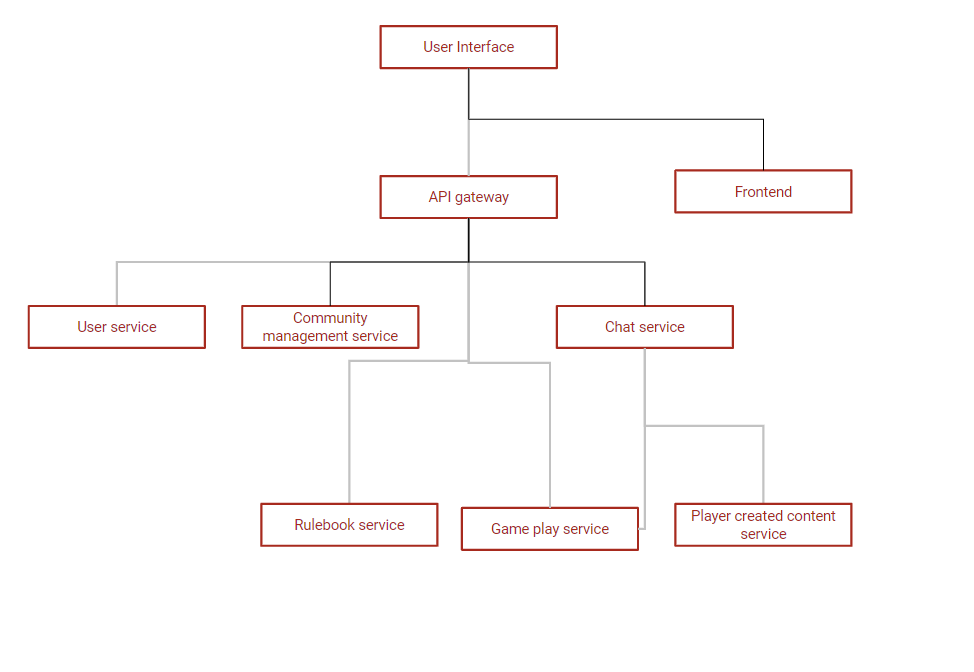 User Interface
API gateway
Frontend
User service
Community
management service
Chat service
Rulebook service
Game play service
Player created content
service